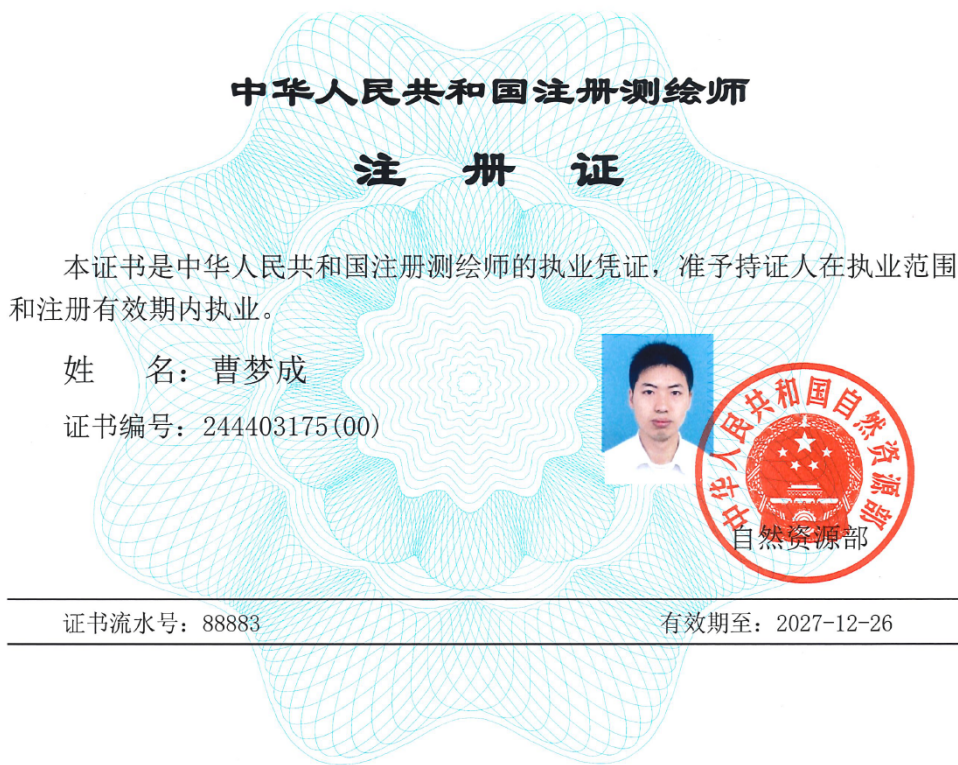 中华人民共和国注册测绘师
注 册 证
本证书是中华人民共和国注册测绘师的执业凭证，准予持证人在执业范围
和注册有效期内执业。
姓 名：曹梦成
证书编号：244403175(00)
中华人民共和国自然资源部
自然资源部
证书流水号：88883
有效期至：2027-12-26